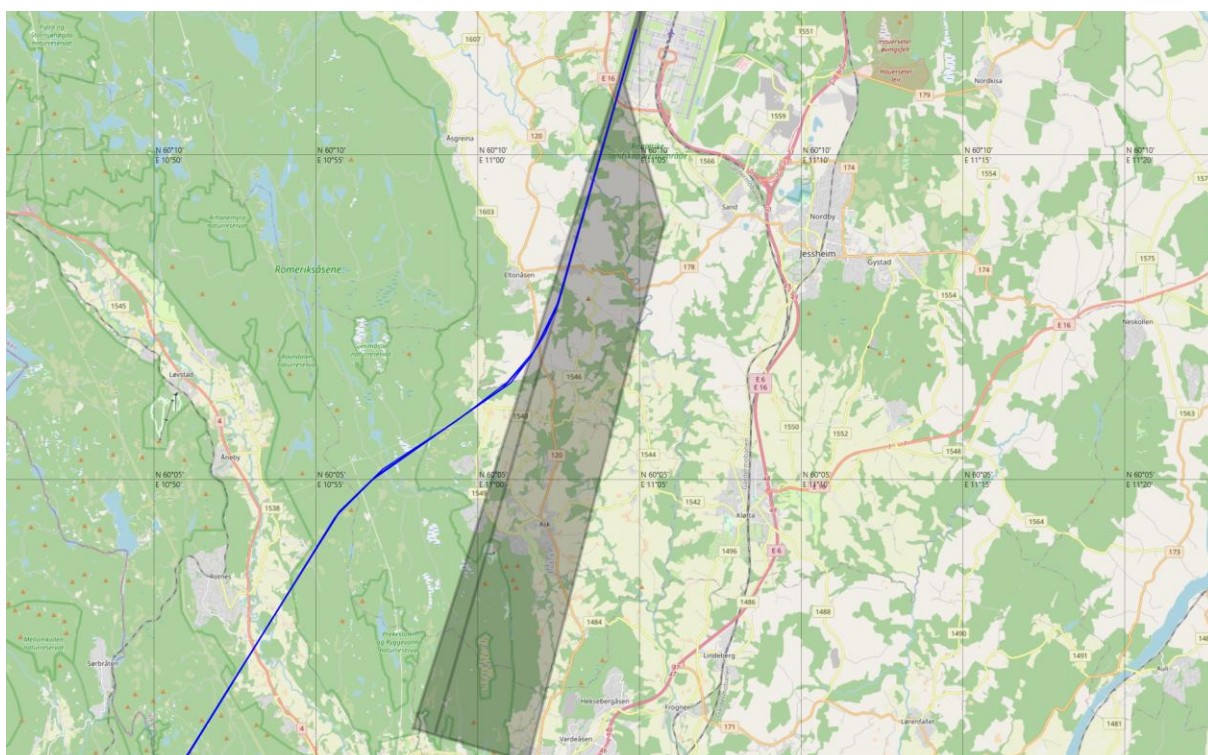 1607
1551
Nordkisa
E 16
179
1559
120
Åsgreina
N 60°10'
E 10°50'
N 60°10'
E 10°55'
N 60°10'
E 11°00'
N 60°10'
E 11°05'
N 60°10'
E 11°10'
N 60°10'
E 11°15'
N 60°10'
E 11°20'
1566
174
1554
1603
Sand
Nordby
Romeriksåsene
Eltonåsen
178
Jessheim
Gystad
174
1575
1545
1554
E 16
Neskollen
Løvstad
1546
E 6
E 16
4
1540
1550
1552
1563
Åneby
120
1544
1548
N 60°05'
E 10°50'
N 60°05'
E 10°55'
N 60°05'
E 11°00'
N 60°05'
E 11°05'
N 60°05'
E 11°10'
N 60°05'
E 11°15'
N 60°05'
E 11°20'
1549
1542
Kløfta
1538
Ask
1564
1496
E 6
173
Rotnes
1486
1488
1484
1490
Sørbråten
Lindeberg
1491
Auli
Heksebergåsen
Frogner
4
171
Lørenfallet
1481
Vardeåsen